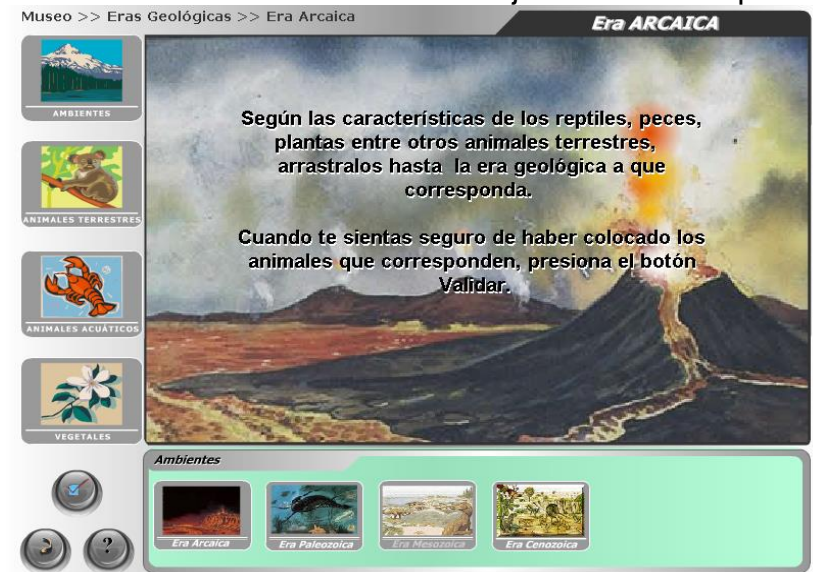 Museo >> Eras Geológicas >> Era Arcaica
Era ARCAICA
AMBIENTES
ANIMALES TERRESTRES
ANIMALES ACUÁTICOS
VEGETALES
Según las características de los reptiles, peces,
plantas entre otros animales terrestres,
arrastralos hasta la era geológica a que
corresponda.
Cuando te sientas seguro de haber colocado los
animales que corresponden, presiona el botón
Validar.
Ambientes
Era Arcaica
Era Paleozoica
Era Mesozoica
Era Cenozoica
?